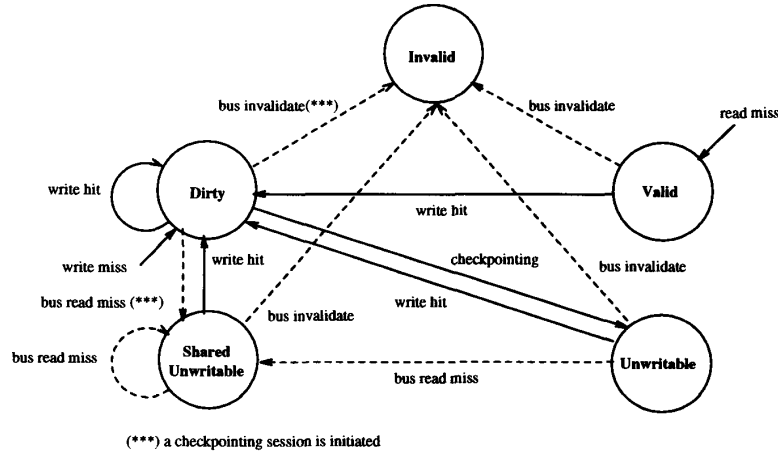 Invalid
bus invalidate(***)
bus invalidate
read miss
write hit
Dirty
Valid
write hit
write miss
write hit
checkpointing
bus invalidate
bus read miss (***)
write hit
bus invalidate
bus read miss
Shared
Unwritable
Unwritable
bus read miss
(***) a checkpointing session is initiated